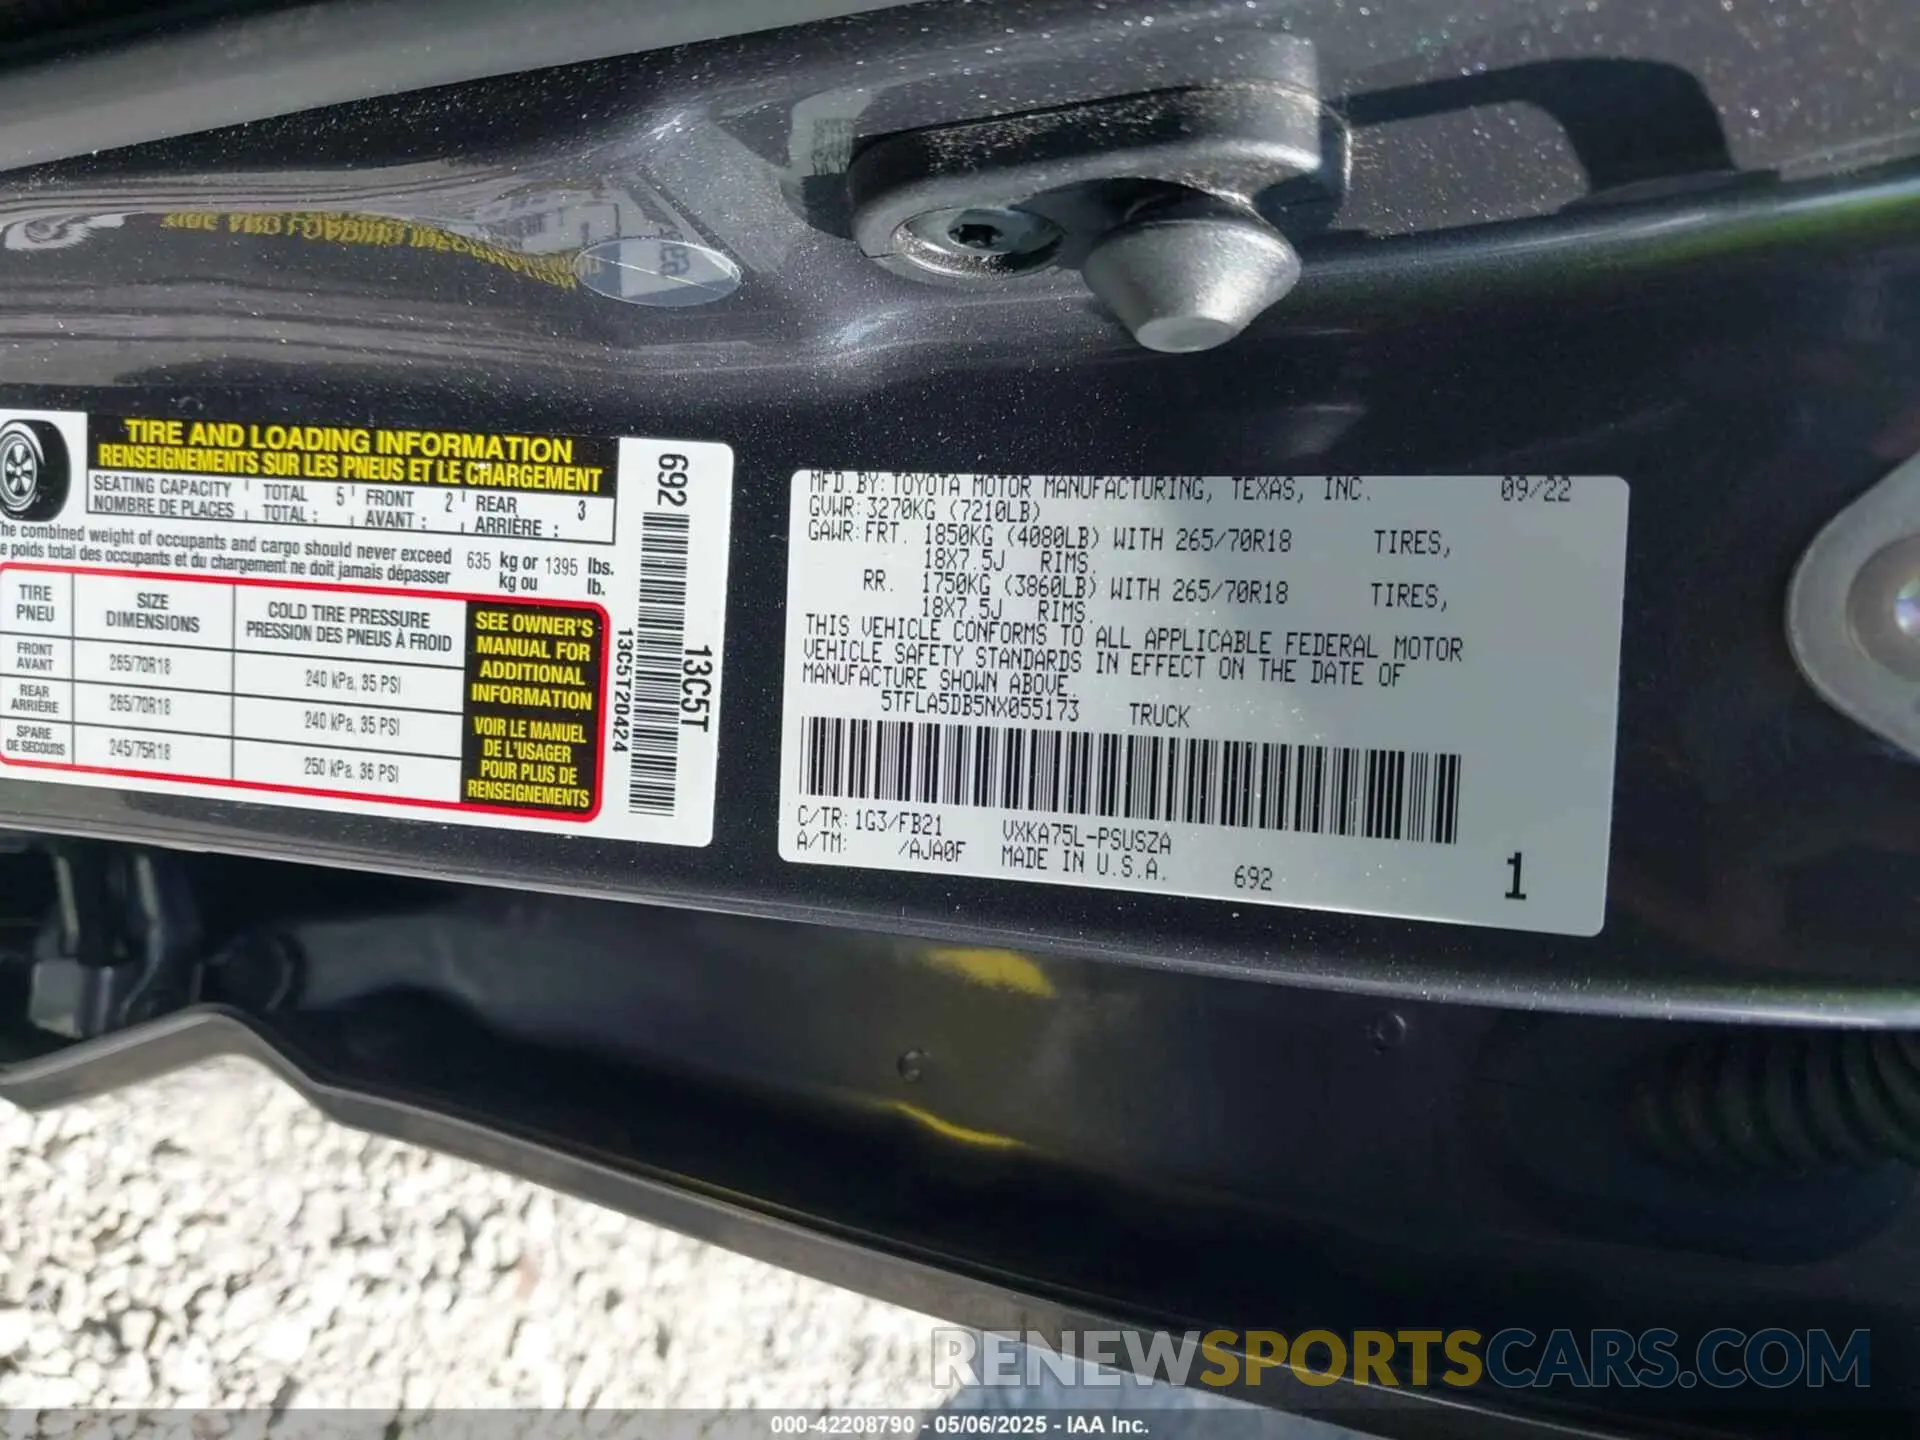 TIRE AND LOADING INFORMATION
RENSEIGNEMENTS SUR LES PNEUS ET LE CHARGEMENT
SEATING CAPACITY TOTAL 5 FRONT 2 REAR 3
NOMBRE DE PLACES TOTAL : AVANT : ARRIÈRE :
The combined weight of occupants and cargo should never exceed 635 kg or 1395 lbs.
poids total des occupants et du chargement ne doit jamais dépasser kg ou lb.
TIRE SIZE COLD TIRE PRESSURE
PNEU DIMENSIONS PRESSION DES PNEUS À FROID
FRONT
AVANT 265/70R18 240 kPa, 35 PSI
REAR
ARRIÈRE 265/70R18 240 kPa, 35 PSI
SPARE
DE SECOURS 245/75R18 250 kPa, 36 PSI
SEE OWNER'S
MANUAL FOR
ADDITIONAL
INFORMATION
VOIR LE MANUEL
DE L'USAGER
POUR PLUS DE
RENSEIGNEMENTS
692
13C5T
13C5T20424
MFD.BY:TOYOTA MOTOR MANUFACTURING, TEXAS, INC. 09/22
GVWR:3270KG (7210LB)
GAWR:FRT. 1850KG (4080LB) WITH 265/70R18 TIRES,
18X7.5J RIMS.
RR. 1750KG (3860LB) WITH 265/70R18 TIRES,
18X7.5J RIMS.
THIS VEHICLE CONFORMS TO ALL APPLICABLE FEDERAL MOTOR
VEHICLE SAFETY STANDARDS IN EFFECT ON THE DATE OF
MANUFACTURE SHOWN ABOVE.
5TFLA5DB5NX055173 TRUCK
C/TR:1G3/FB21 VXKA75L-PSUSZA
A/TM: /AJA0F MADE IN U.S.A. 692 1
RENEWSPORTSCARS.COM
000-42208790 - 05/06/2025 - IAA Inc.